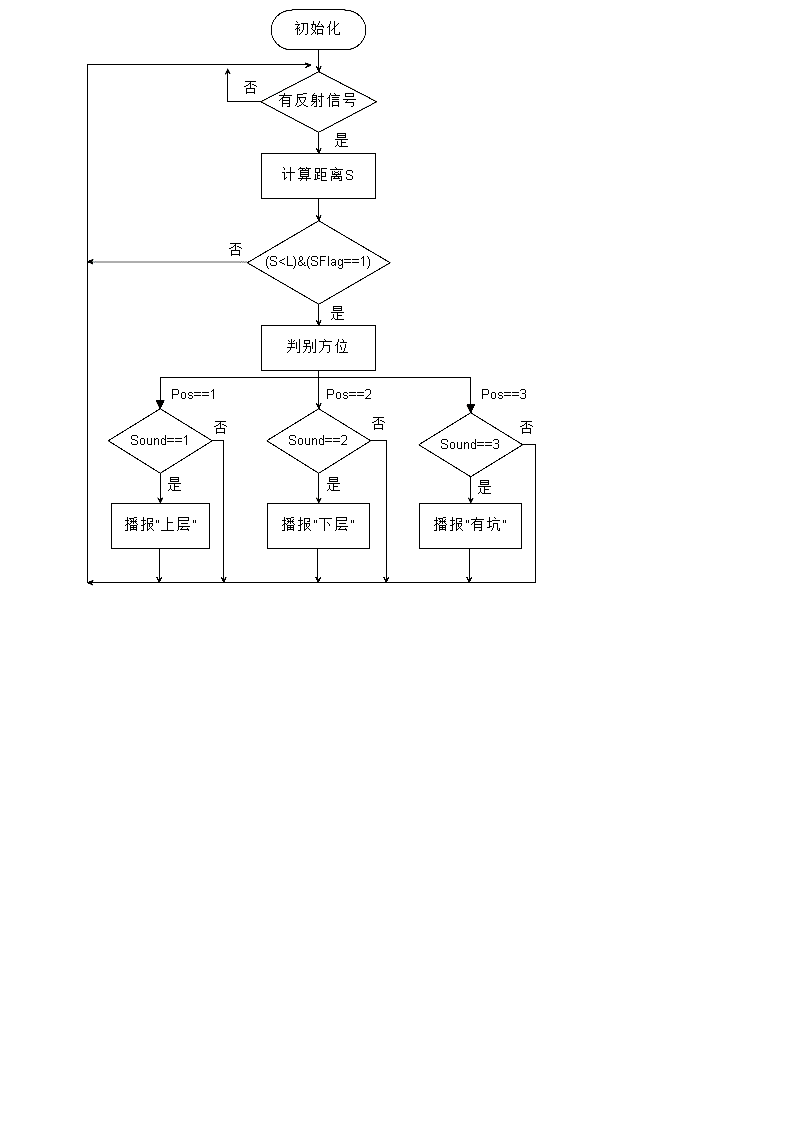 初始化
否
有反射信号
是
计算距离S
否
(S<L)&(SFlag==1)
是
判别方位
Pos==1
Pos==2
Pos==3
Sound==1
否
Sound==2
否
Sound==3
否
是
是
是
播报"上层"
播报"下层"
播报"有坑"